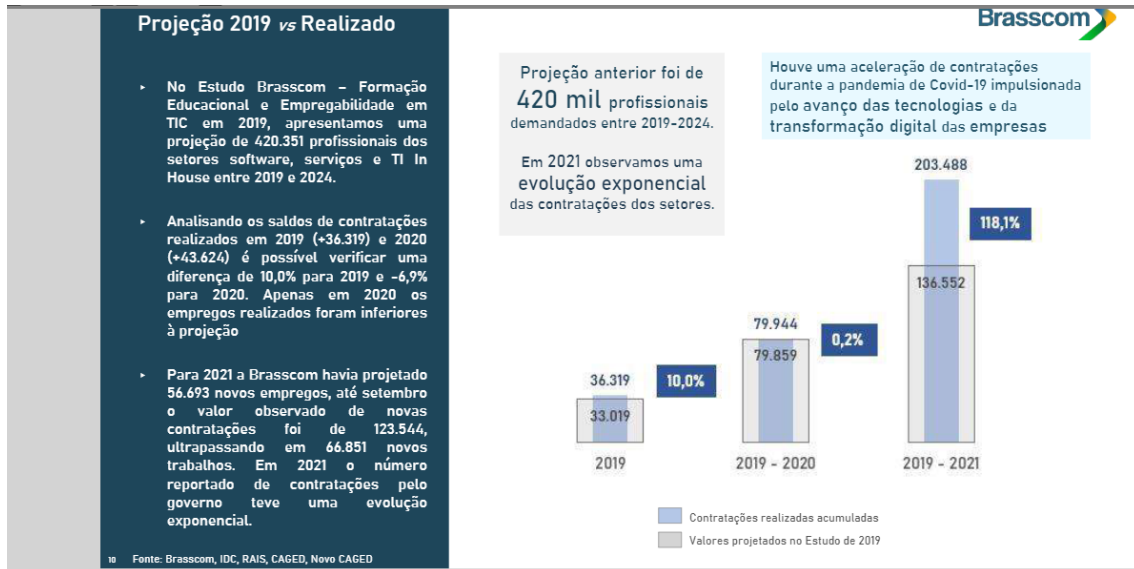 Projeção 2019 vs Realizado
Brasscom
▸ No Estudo Brasscom – Formação
Educacional e Empregabilidade em
TIC em 2019, apresentamos uma
projeção de 420.351 profissionais dos
setores software, serviços e TI In
House entre 2019 e 2024.
▸ Analisando os saldos de contratações
realizados em 2019 (+36.319) e 2020
(+43.624) é possível verificar uma
diferença de 10,0% para 2019 e -6,9%
para 2020. Apenas em 2020 os
empregos realizados foram inferiores
à projeção
▸ Para 2021 a Brasscom havia projetado
56.693 novos empregos, até setembro
o valor observado de novas
contratações foi de 123.544,
ultrapassando em 66.851 novos
trabalhos. Em 2021 o número
reportado de contratações pelo
governo teve uma evolução
exponencial.
10 Fonte: Brasscom, IDC, RAIS, CAGED, Novo CAGED
Projeção anterior foi de
420 mil profissionais
demandados entre 2019-2024.
Em 2021 observamos uma
evolução exponencial
das contratações dos setores.
Houve uma aceleração de contratações
durante a pandemia de Covid-19 impulsionada
pelo avanço das tecnologias e da
transformação digital das empresas
203.488
118,1%
136.552
79.944
0,2%
79.859
36.319
10,0%
33.019
2019
2019 - 2020
2019 - 2021
Contratações realizadas acumuladas
Valores projetados no Estudo de 2019